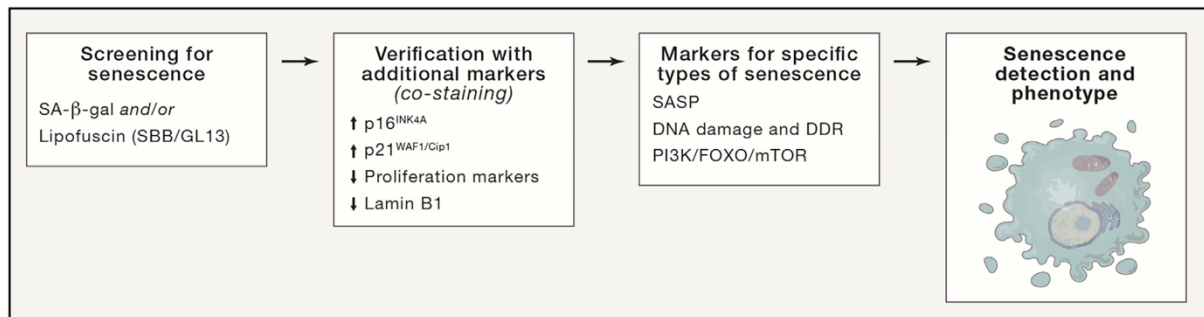 Screening for
senescence
SA-β-gal and/or
Lipofuscin (SBB/GL13)
Verification with
additional markers
(co-staining)
↑ p16INK4A
↑ p21WAF1/Cip1
↓ Proliferation markers
↓ Lamin B1
Markers for specific
types of senescence
SASP
DNA damage and DDR
PI3K/FOXO/mTOR
Senescence
detection and
phenotype